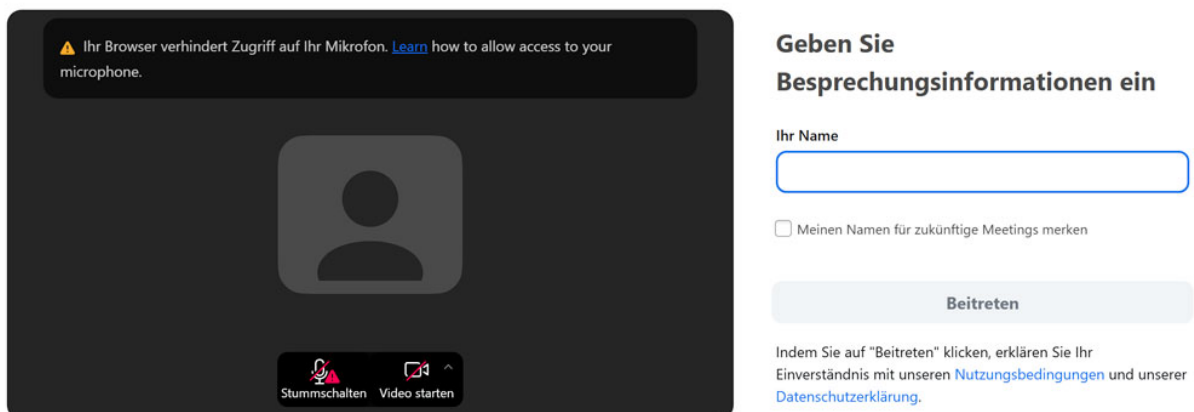 Ihr Browser verhindert Zugriff auf Ihr Mikrofon. Learn how to allow access to your
microphone.
Stummschalten
Video starten
Geben Sie
Besprechungsinformationen ein
Ihr Name
Meinen Namen für zukünftige Meetings merken
Beitreten
Indem Sie auf "Beitreten" klicken, erklären Sie Ihr
Einverständnis mit unseren Nutzungsbedingungen und unserer
Datenschutzerklärung.